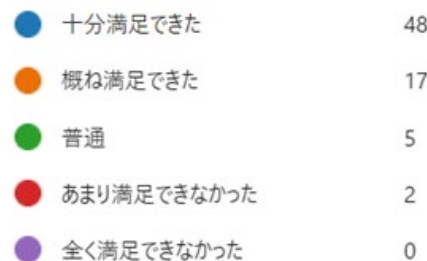 十分満足できた 48
概ね満足できた 17
普通 5
あまり満足できなかった 2
全く満足できなかった 0